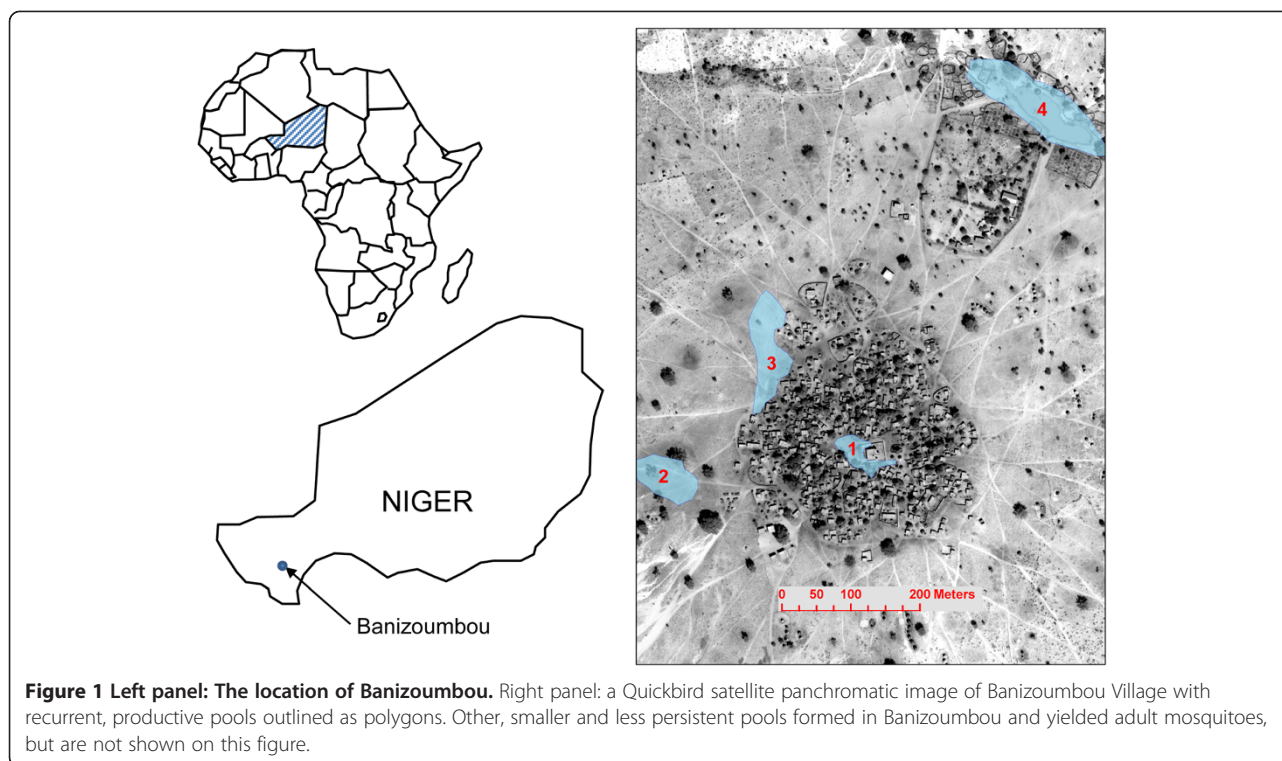 NIGER
Banizoumbou
4
3
1
2
0 50 100 200 Meters
Figure 1 Left panel: The location of Banizoumbou. Right panel: a Quickbird satellite panchromatic image of Banizoumbou Village with
recurrent, productive pools outlined as polygons. Other, smaller and less persistent pools formed in Banizoumbou and yielded adult mosquitoes,
but are not shown on this figure.